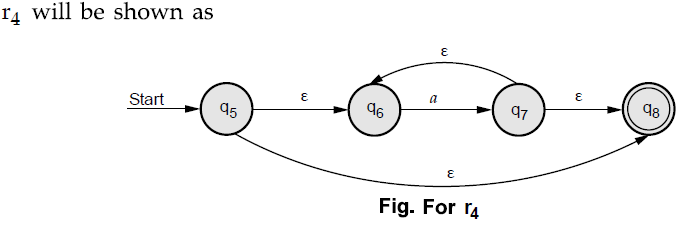 r4 will be shown as
ε
Start
q5
ε
q6
a
q7
ε
q8
ε
Fig. For r4